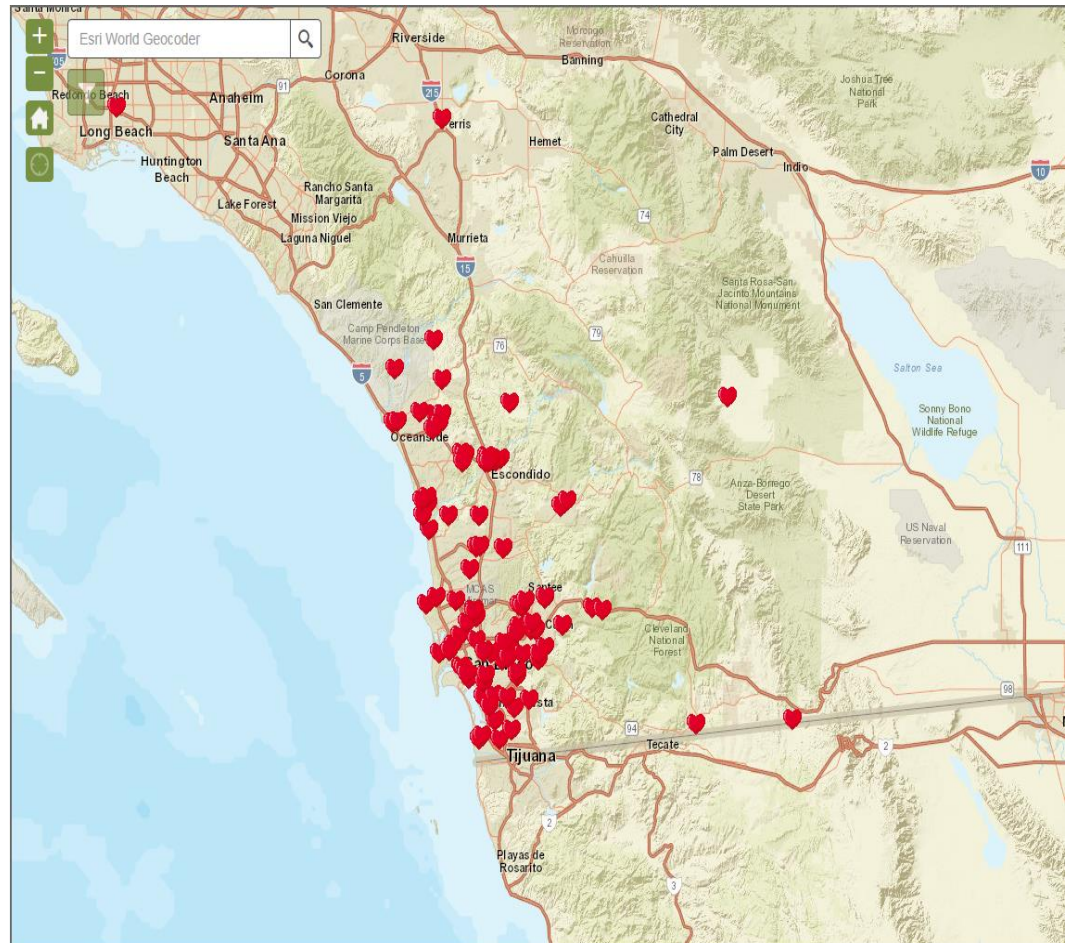 Santa Monica
+
Esri World Geocoder
−
Riverside
Morongo
Reservation
Banning
Corona
91
215
Joshua Tree
National
Park
Redondo Beach
Anaheim
Long Beach
Santa Ana
Hemet
Cathedral
City
Palm Desert
Indio
10
Huntington
Beach
Lake Forest
Rancho Santa
Margarita
Mission Viejo
Laguna Niguel
Murrieta
74
15
Cahuilla
Reservation
Santa Rosa-San
Jacinto Mountains
National Monument
San Clemente
Camp Pendleton
Marine Corps Base
76
79
5
Salton Sea
Sonny Bono
National
Wildlife Refuge
Oceanside
Escondido
78
Anza-Borrego
Desert
State Park
US Naval
Reservation
111
Santee
MCAS
Cleveland
National
Forest
98
94
Tecate
2
Tijuana
2
Playas de
Rosarito
3